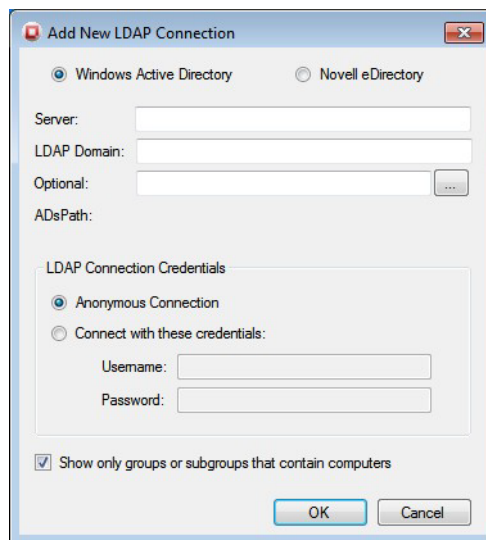 Add New LDAP Connection
Windows Active Directory Novell eDirectory
Server:
LDAP Domain:
Optional: ...
ADsPath:
LDAP Connection Credentials
Anonymous Connection
Connect with these credentials:
Username:
Password:
Show only groups or subgroups that contain computers
OK Cancel